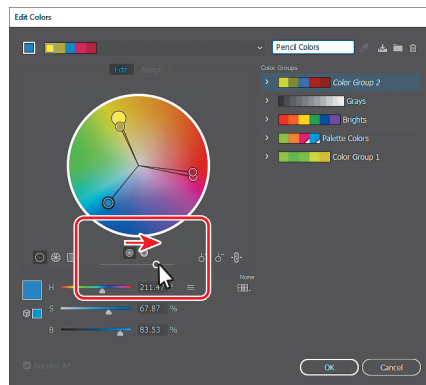 Edit Colors
Pencil Colors
Edit Assign
Color Groups
Color Group 2
Grays
Brights
Palette Colors
Color Group 1
None
H 211.47 °
S 67.87 %
B 83.53 %
Recolor Art
OK Cancel